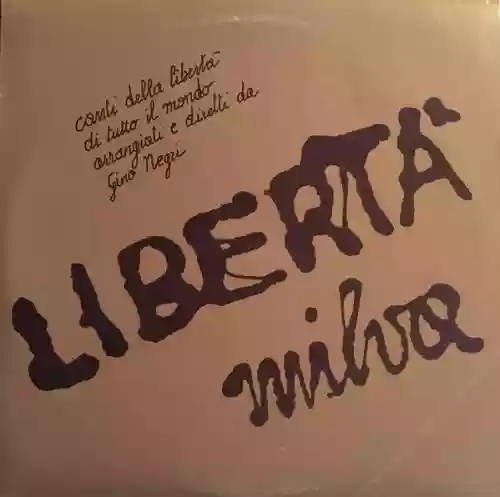 canti della libertà
di tutto il mondo
arrangiati e diretti da
Gino Negri
LIBERTÀ
milva